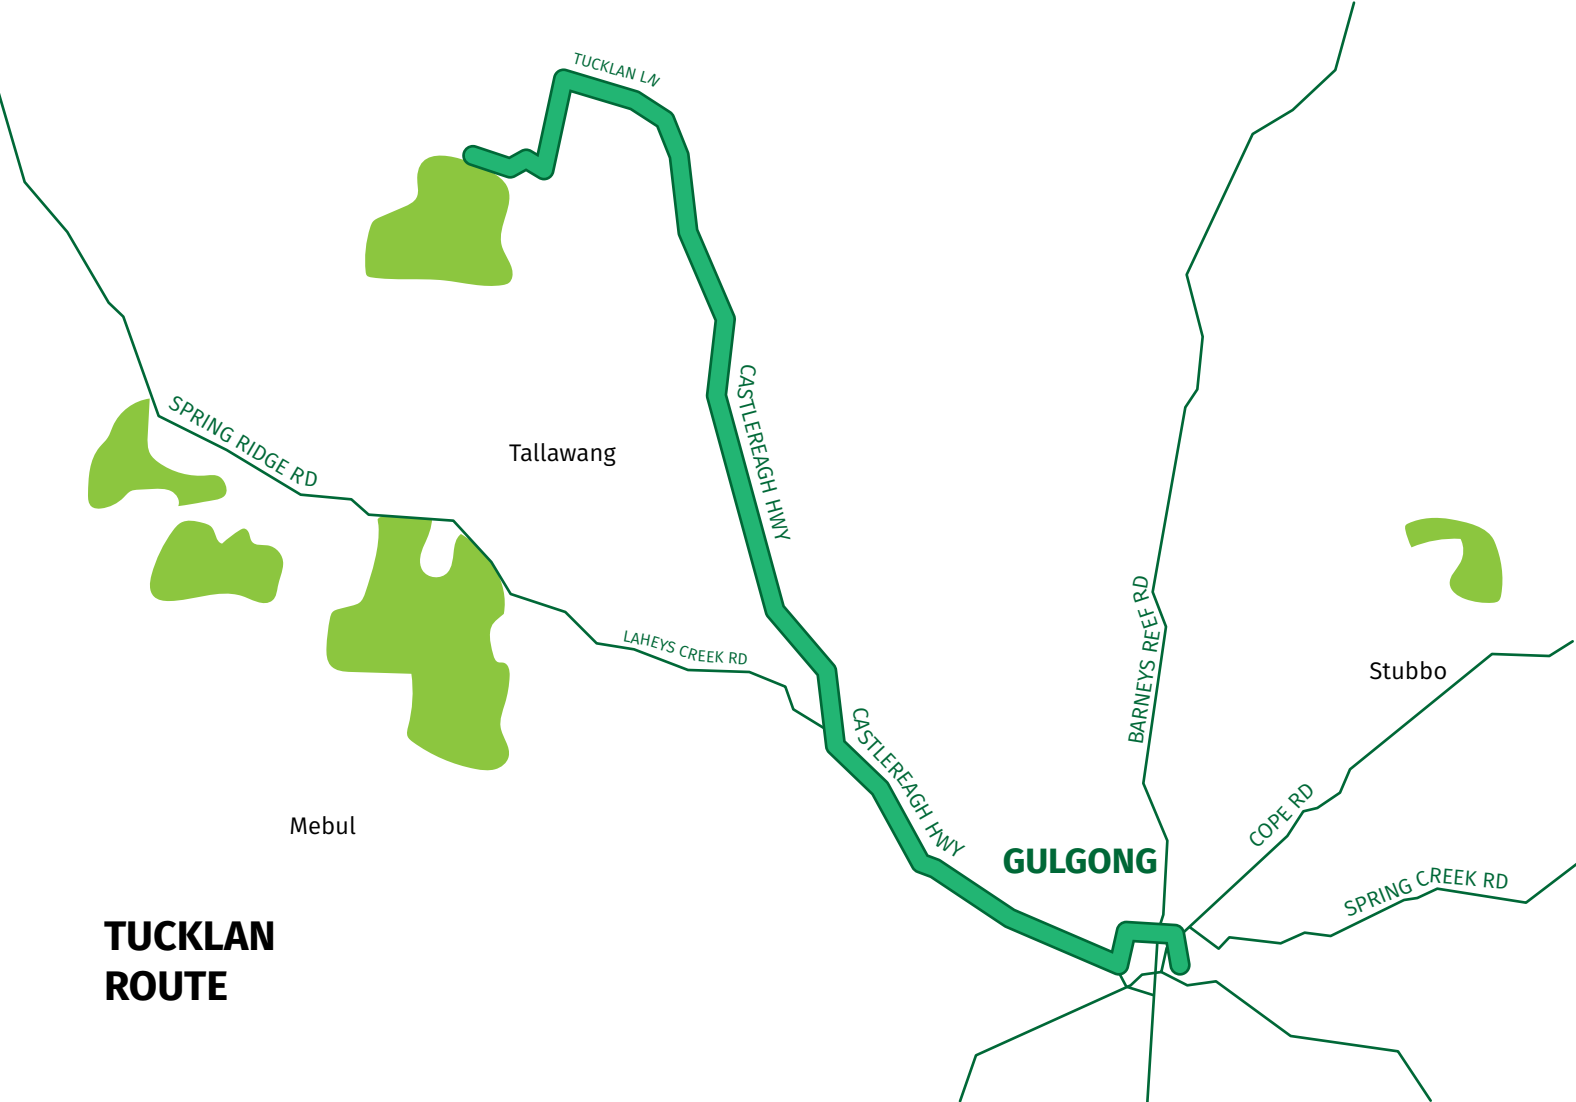 TUCKLAN LN
CASTLEREAGH HWY
SPRING RIDGE RD
Tallawang
LAHEYS CREEK RD
BARNEYS REEF RD
Stubbo
CASTLEREAGH HWY
COPE RD
Mebul
GULGONG
SPRING CREEK RD
TUCKLAN
ROUTE